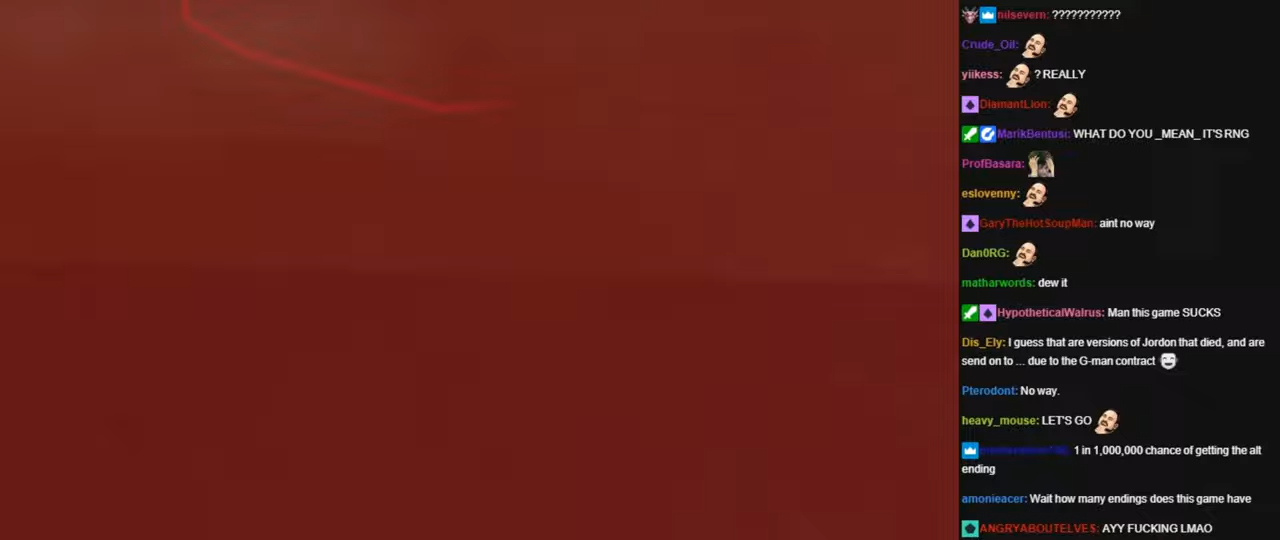 nilsevern: ???????????
Crude_Oil:
yiikess: ? REALLY
DiamantLion:
MarikBentusi: WHAT DO YOU _MEAN_ IT'S RNG
ProfBasara:
eslovenny:
GaryTheHotSoupMan: aint no way
Dan0RG:
matharwords: dew it
HypotheticalWalrus: Man this game SUCKS
Dis_Ely: I guess that are versions of Jordon that died, and are
send on to ... due to the G-man contract
Pterodont: No way.
heavy_mouse: LET'S GO
1 in 1,000,000 chance of getting the alt
ending
amonieacer: Wait how many endings does this game have
ANGRYABOUTELVES: AYY FUCKING LMAO